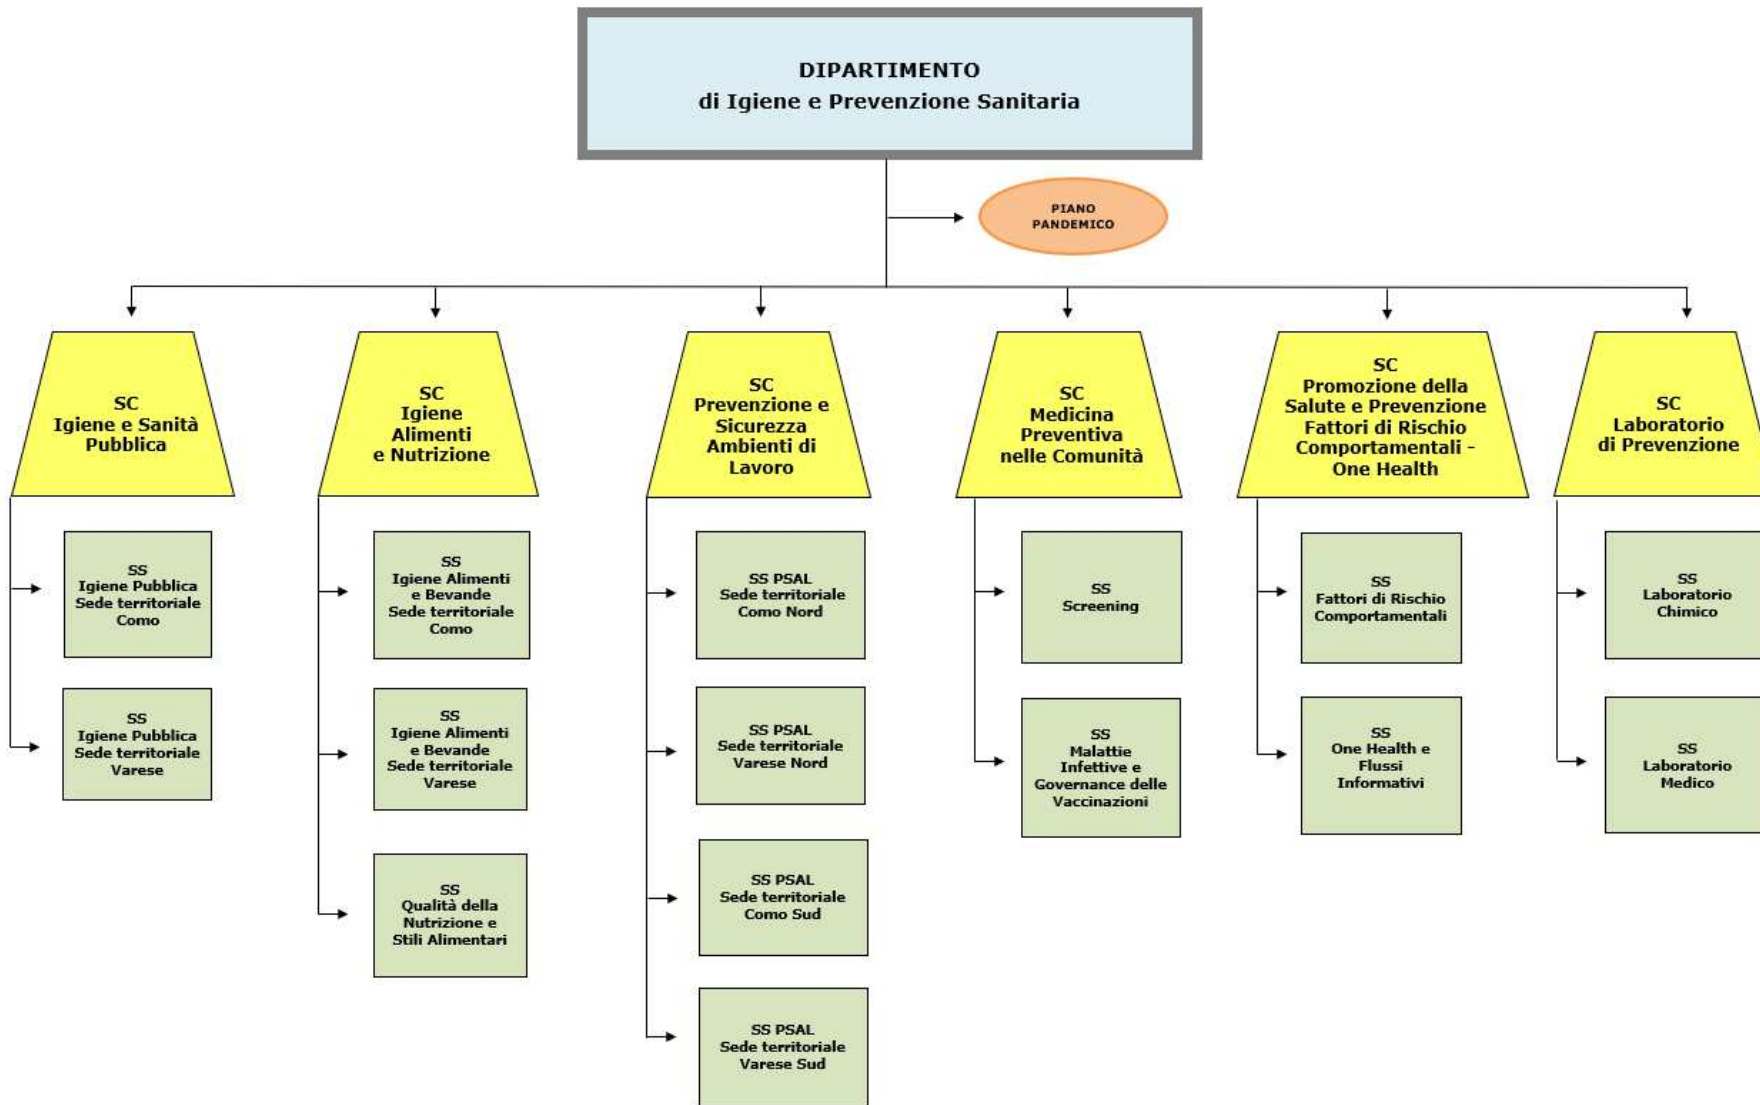 DIPARTIMENTO
di Igiene e Prevenzione Sanitaria
PIANO
PANDEMICO
SC
Igiene e Sanità
Pubblica
SC
Igiene
Alimenti
e Nutrizione
SC
Prevenzione e
Sicurezza
Ambienti di
Lavoro
SC
Medicina
Preventiva
nelle Comunità
SC
Promozione della
Salute e Prevenzione
Fattori di Rischio
Comportamentali –
One Health
SC
Laboratorio
di Prevenzione
SS
Igiene Pubblica
Sede territoriale
Como
SS
Igiene Pubblica
Sede territoriale
Varese
SS
Igiene Alimenti
e Bevande
Sede territoriale
Como
SS
Igiene Alimenti
e Bevande
Sede territoriale
Varese
SS
Qualità della
Nutrizione e
Stili Alimentari
SS PSAL
Sede territoriale
Como Nord
SS PSAL
Sede territoriale
Varese Nord
SS PSAL
Sede territoriale
Como Sud
SS PSAL
Sede territoriale
Varese Sud
SS
Screening
SS
Malattie
Infettive e
Governance delle
Vaccinazioni
SS
Fattori di Rischio
Comportamentali
SS
One Health e
Flussi
Informativi
SS
Laboratorio
Chimico
SS
Laboratorio
Medico